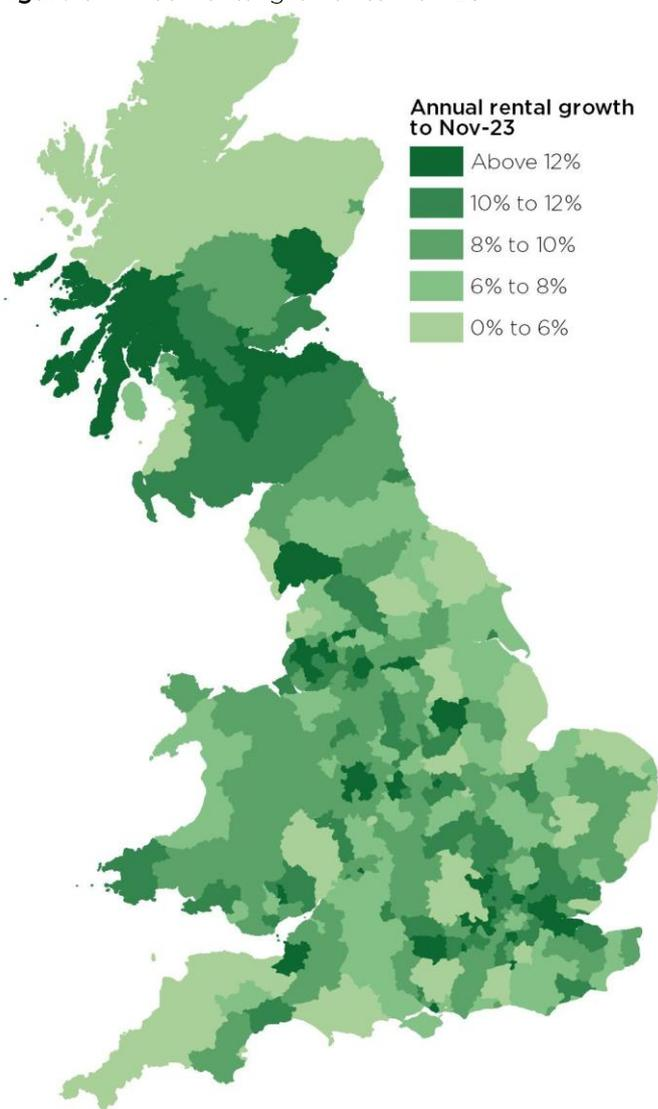 Annual rental growth
to Nov-23
Above 12%
10% to 12%
8% to 10%
6% to 8%
0% to 6%